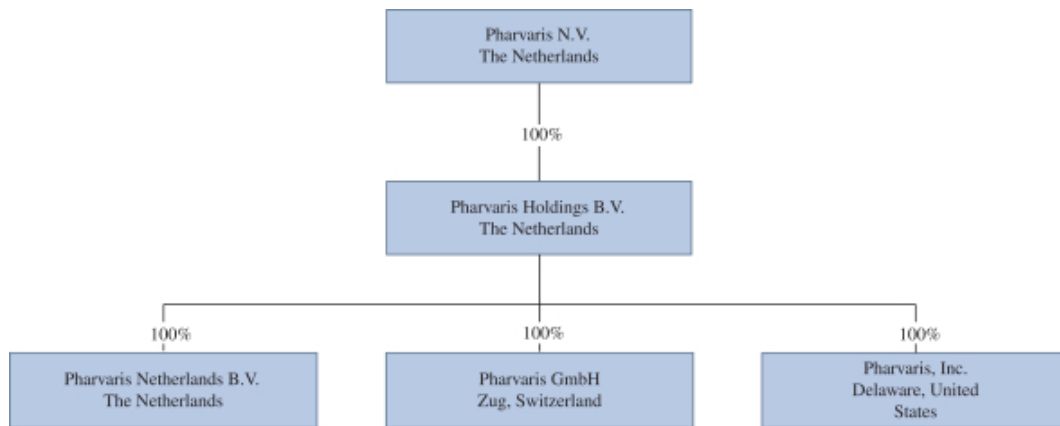 Pharvaris N.V.
The Netherlands
100%
Pharvaris Holdings B.V.
The Netherlands
100%
100%
100%
Pharvaris Netherlands B.V.
The Netherlands
Pharvaris GmbH
Zug, Switzerland
Pharvaris, Inc.
Delaware, United
States